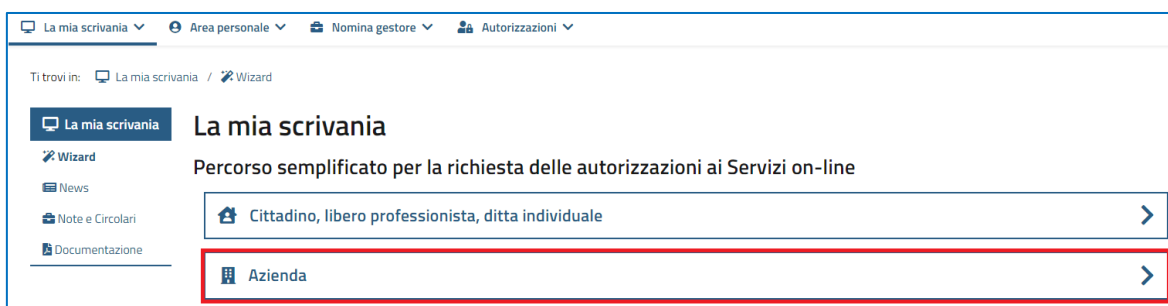 La mia scrivania Area personale Nomina gestore Autorizzazioni
Ti trovi in: La mia scrivania / Wizard
La mia scrivania
Wizard
News
Note e Circolari
Documentazione
La mia scrivania
Percorso semplificato per la richiesta delle autorizzazioni ai Servizi on-line
Cittadino, libero professionista, ditta individuale
Azienda